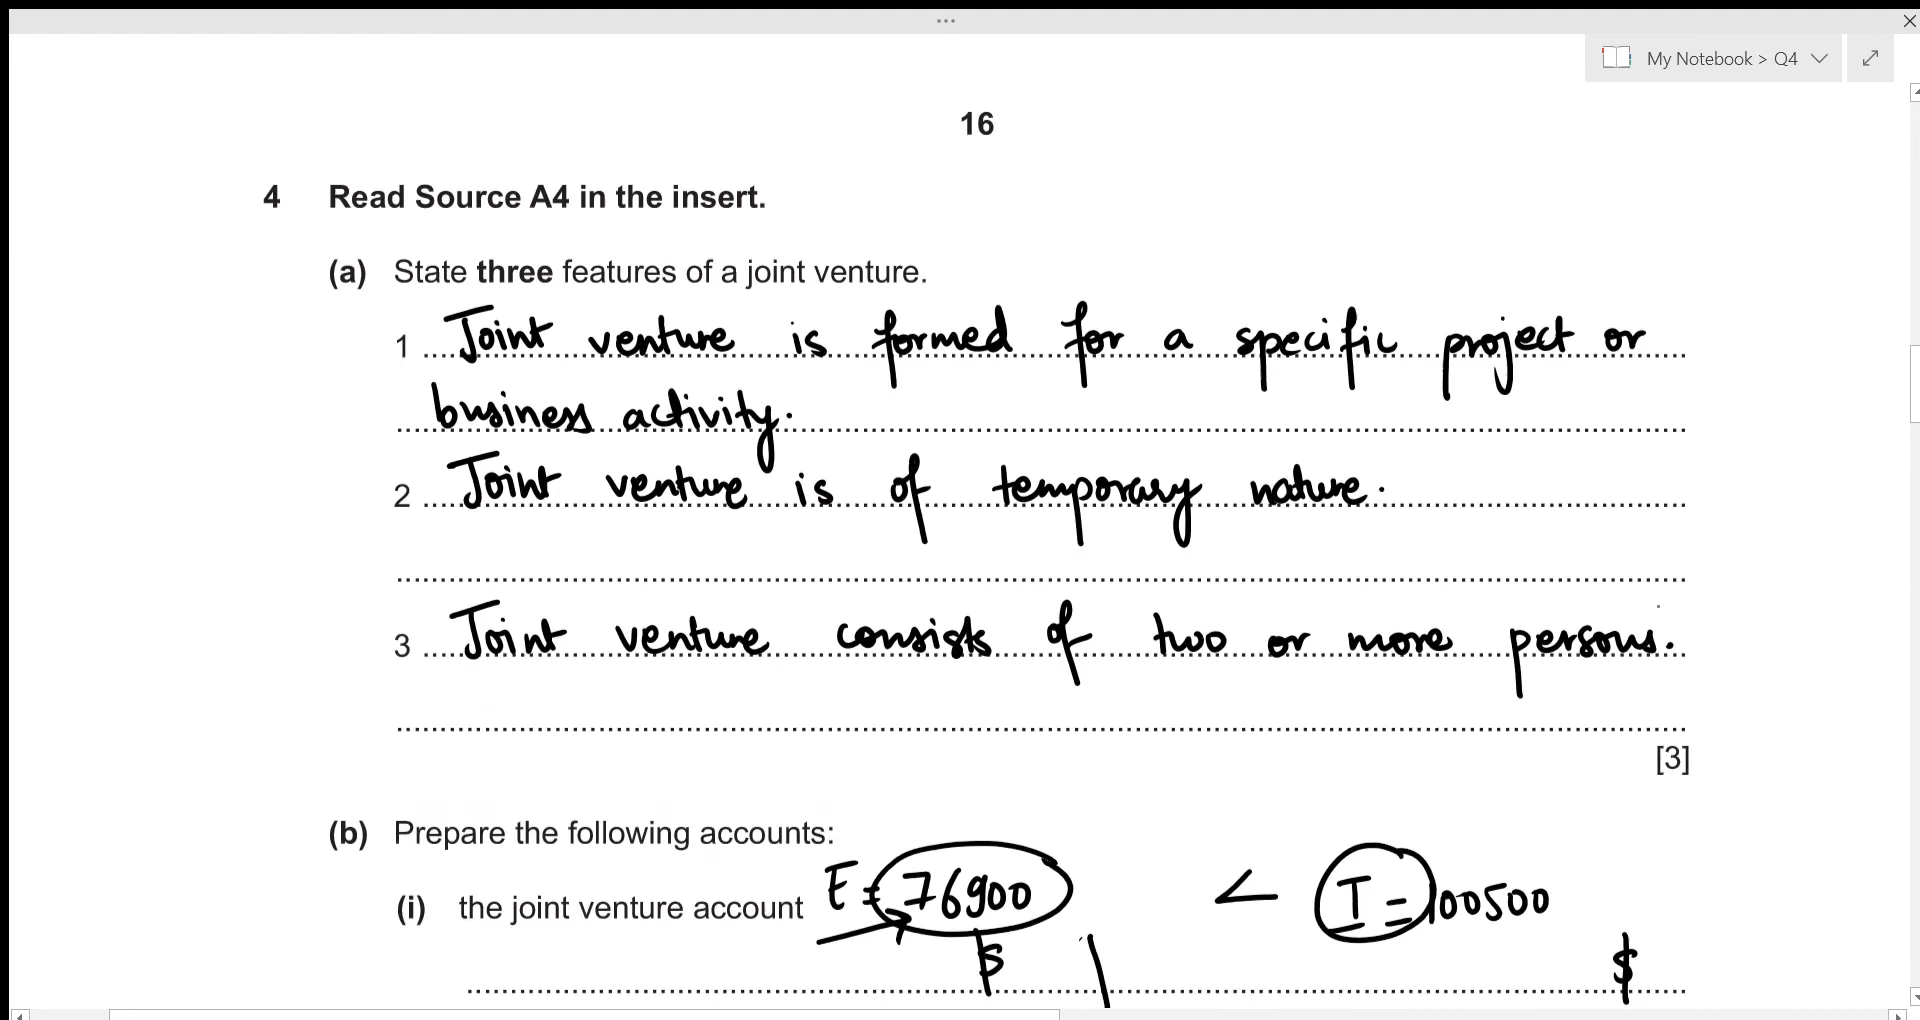 My Notebook > Q4
16
4 Read Source A4 in the insert.
(a) State three features of a joint venture.
1 Joint venture is formed for a specific project or
business activity.
2 Joint venture is of temporary nature.
3 Joint venture consists of two or more persons.
[3]
(b) Prepare the following accounts:
E = 76900 < I = 100500
(i) the joint venture account
$ $